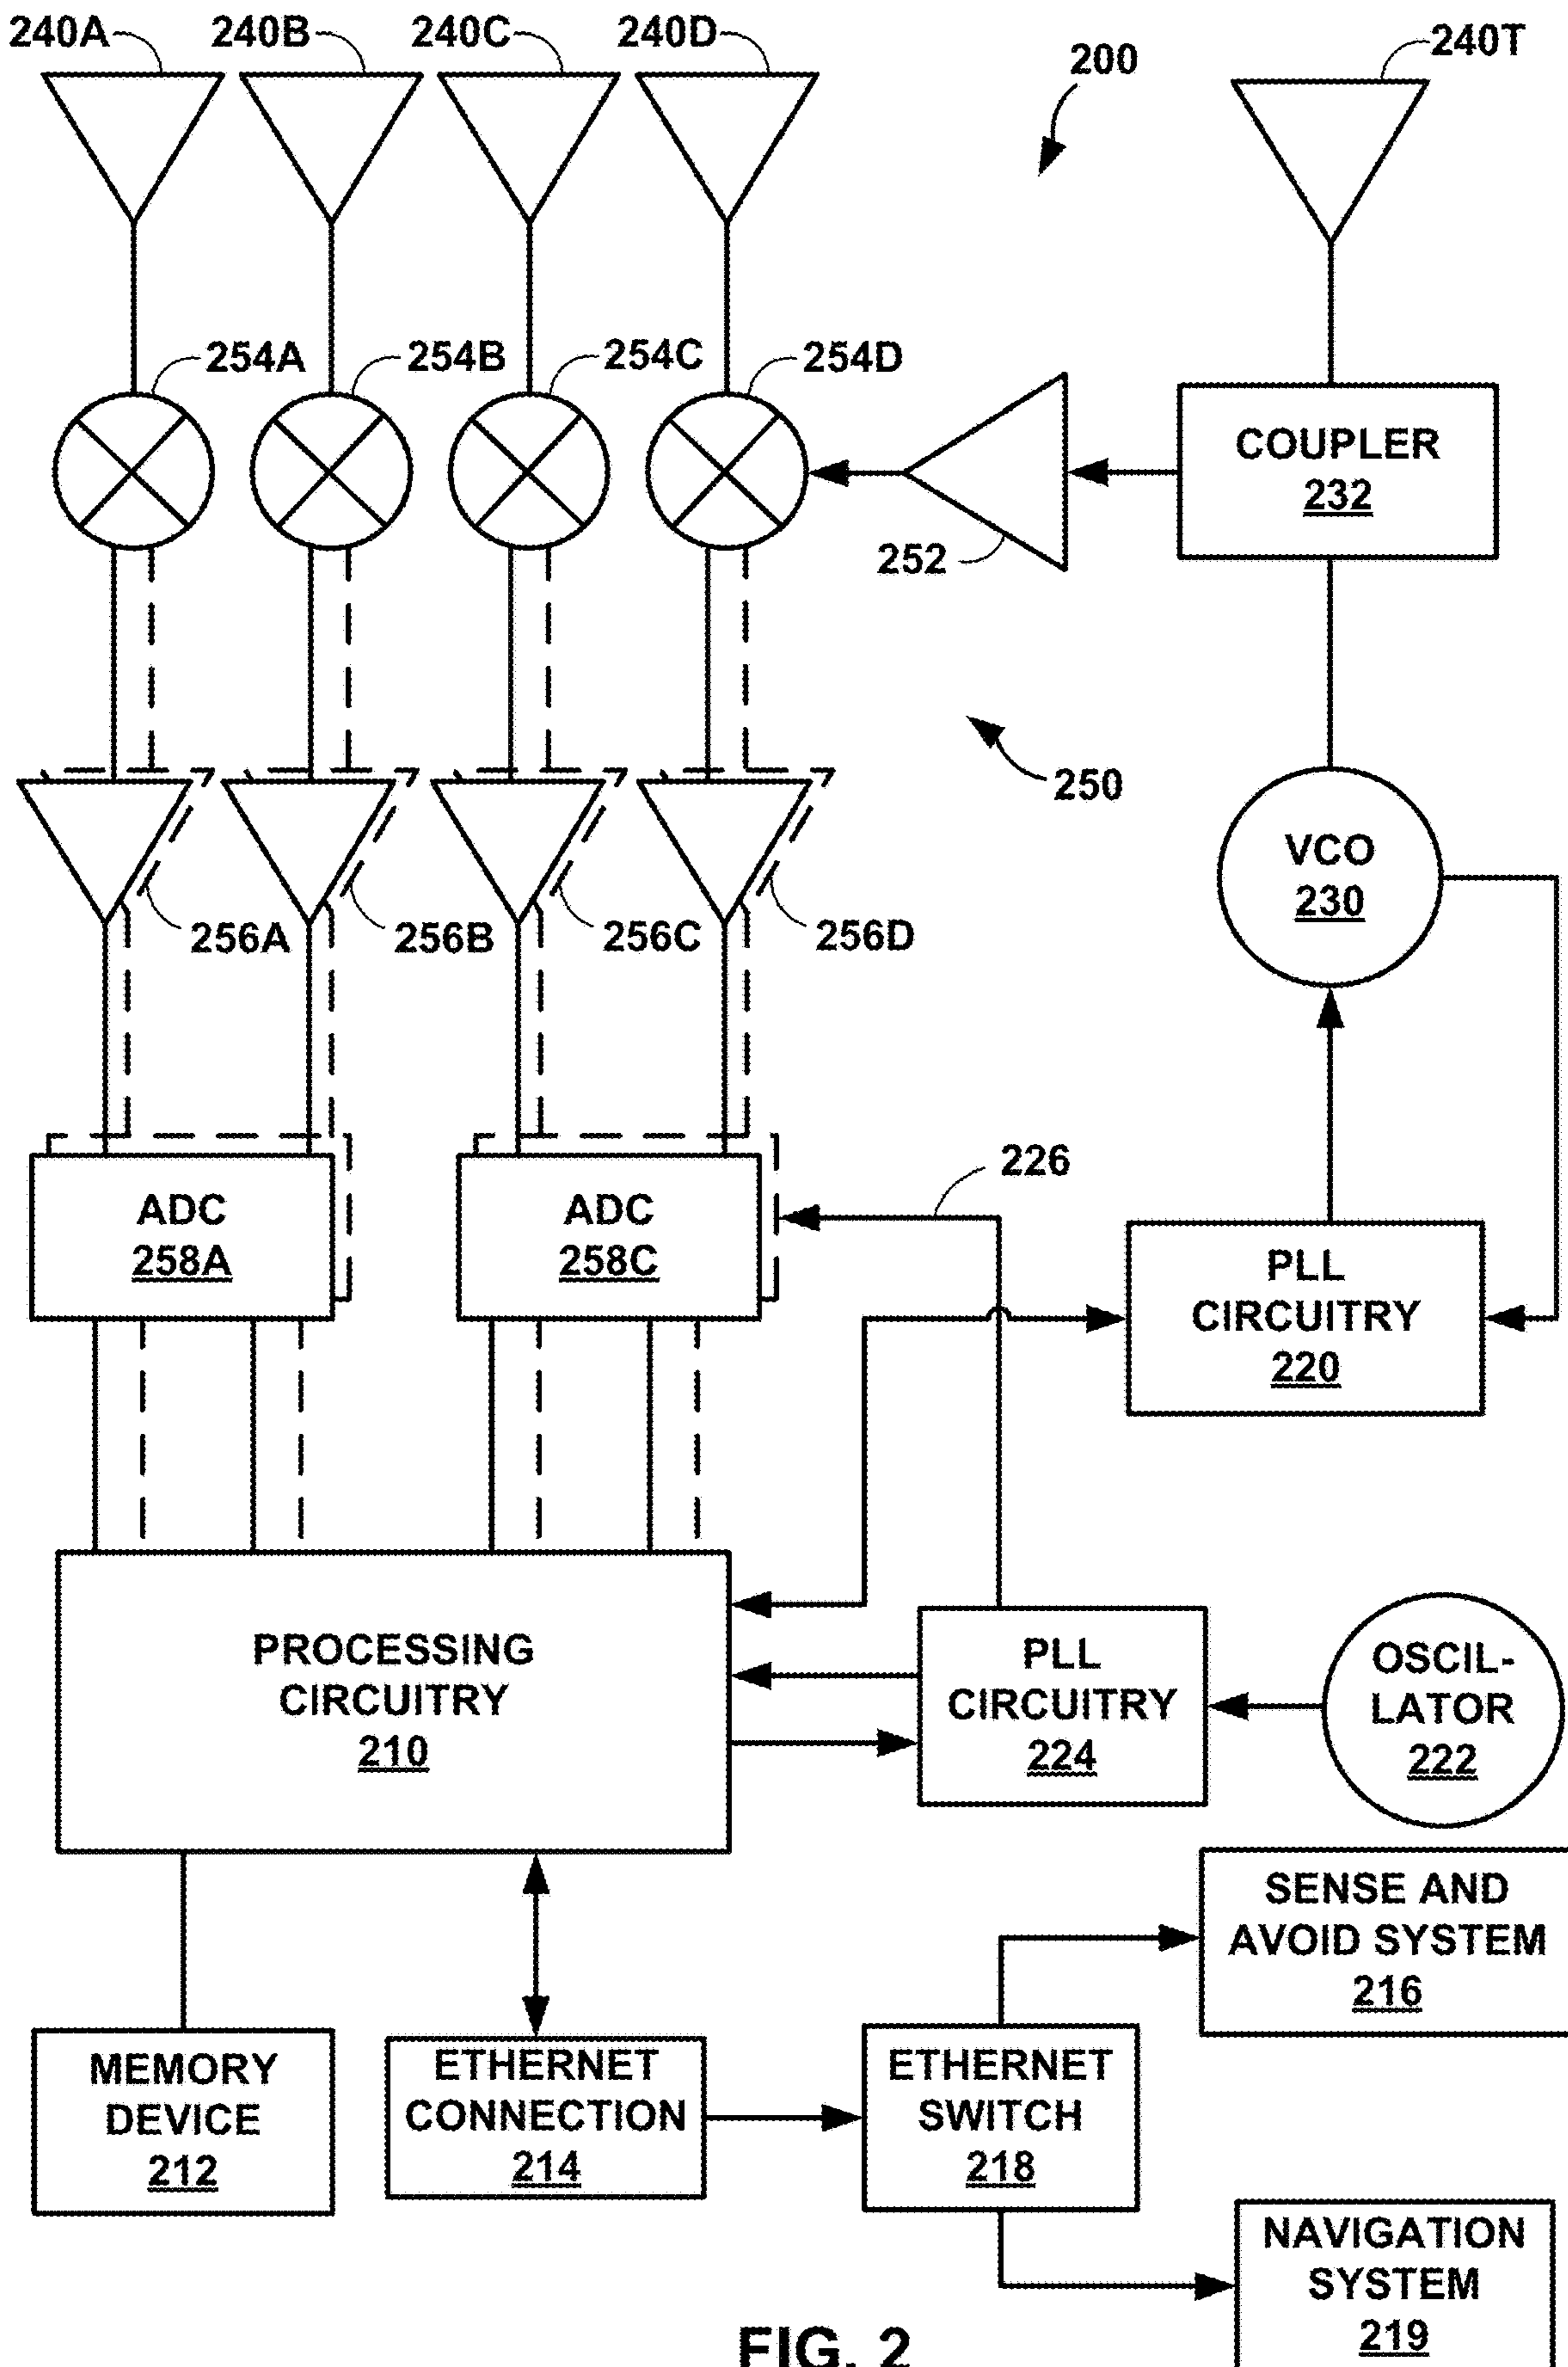 240A
240B
240C
240D
200
240T
254A
254B
254C
254D
COUPLER
232
252
250
VCO
230
256A
256B
256C
256D
226
ADC
258A
ADC
258C
PLL
CIRCUITRY
220
PROCESSING
CIRCUITRY
210
PLL
CIRCUITRY
224
OSCIL-
LATOR
222
SENSE AND
AVOID SYSTEM
216
MEMORY
DEVICE
212
ETHERNET
CONNECTION
214
ETHERNET
SWITCH
218
NAVIGATION
SYSTEM
219
FIG. 2